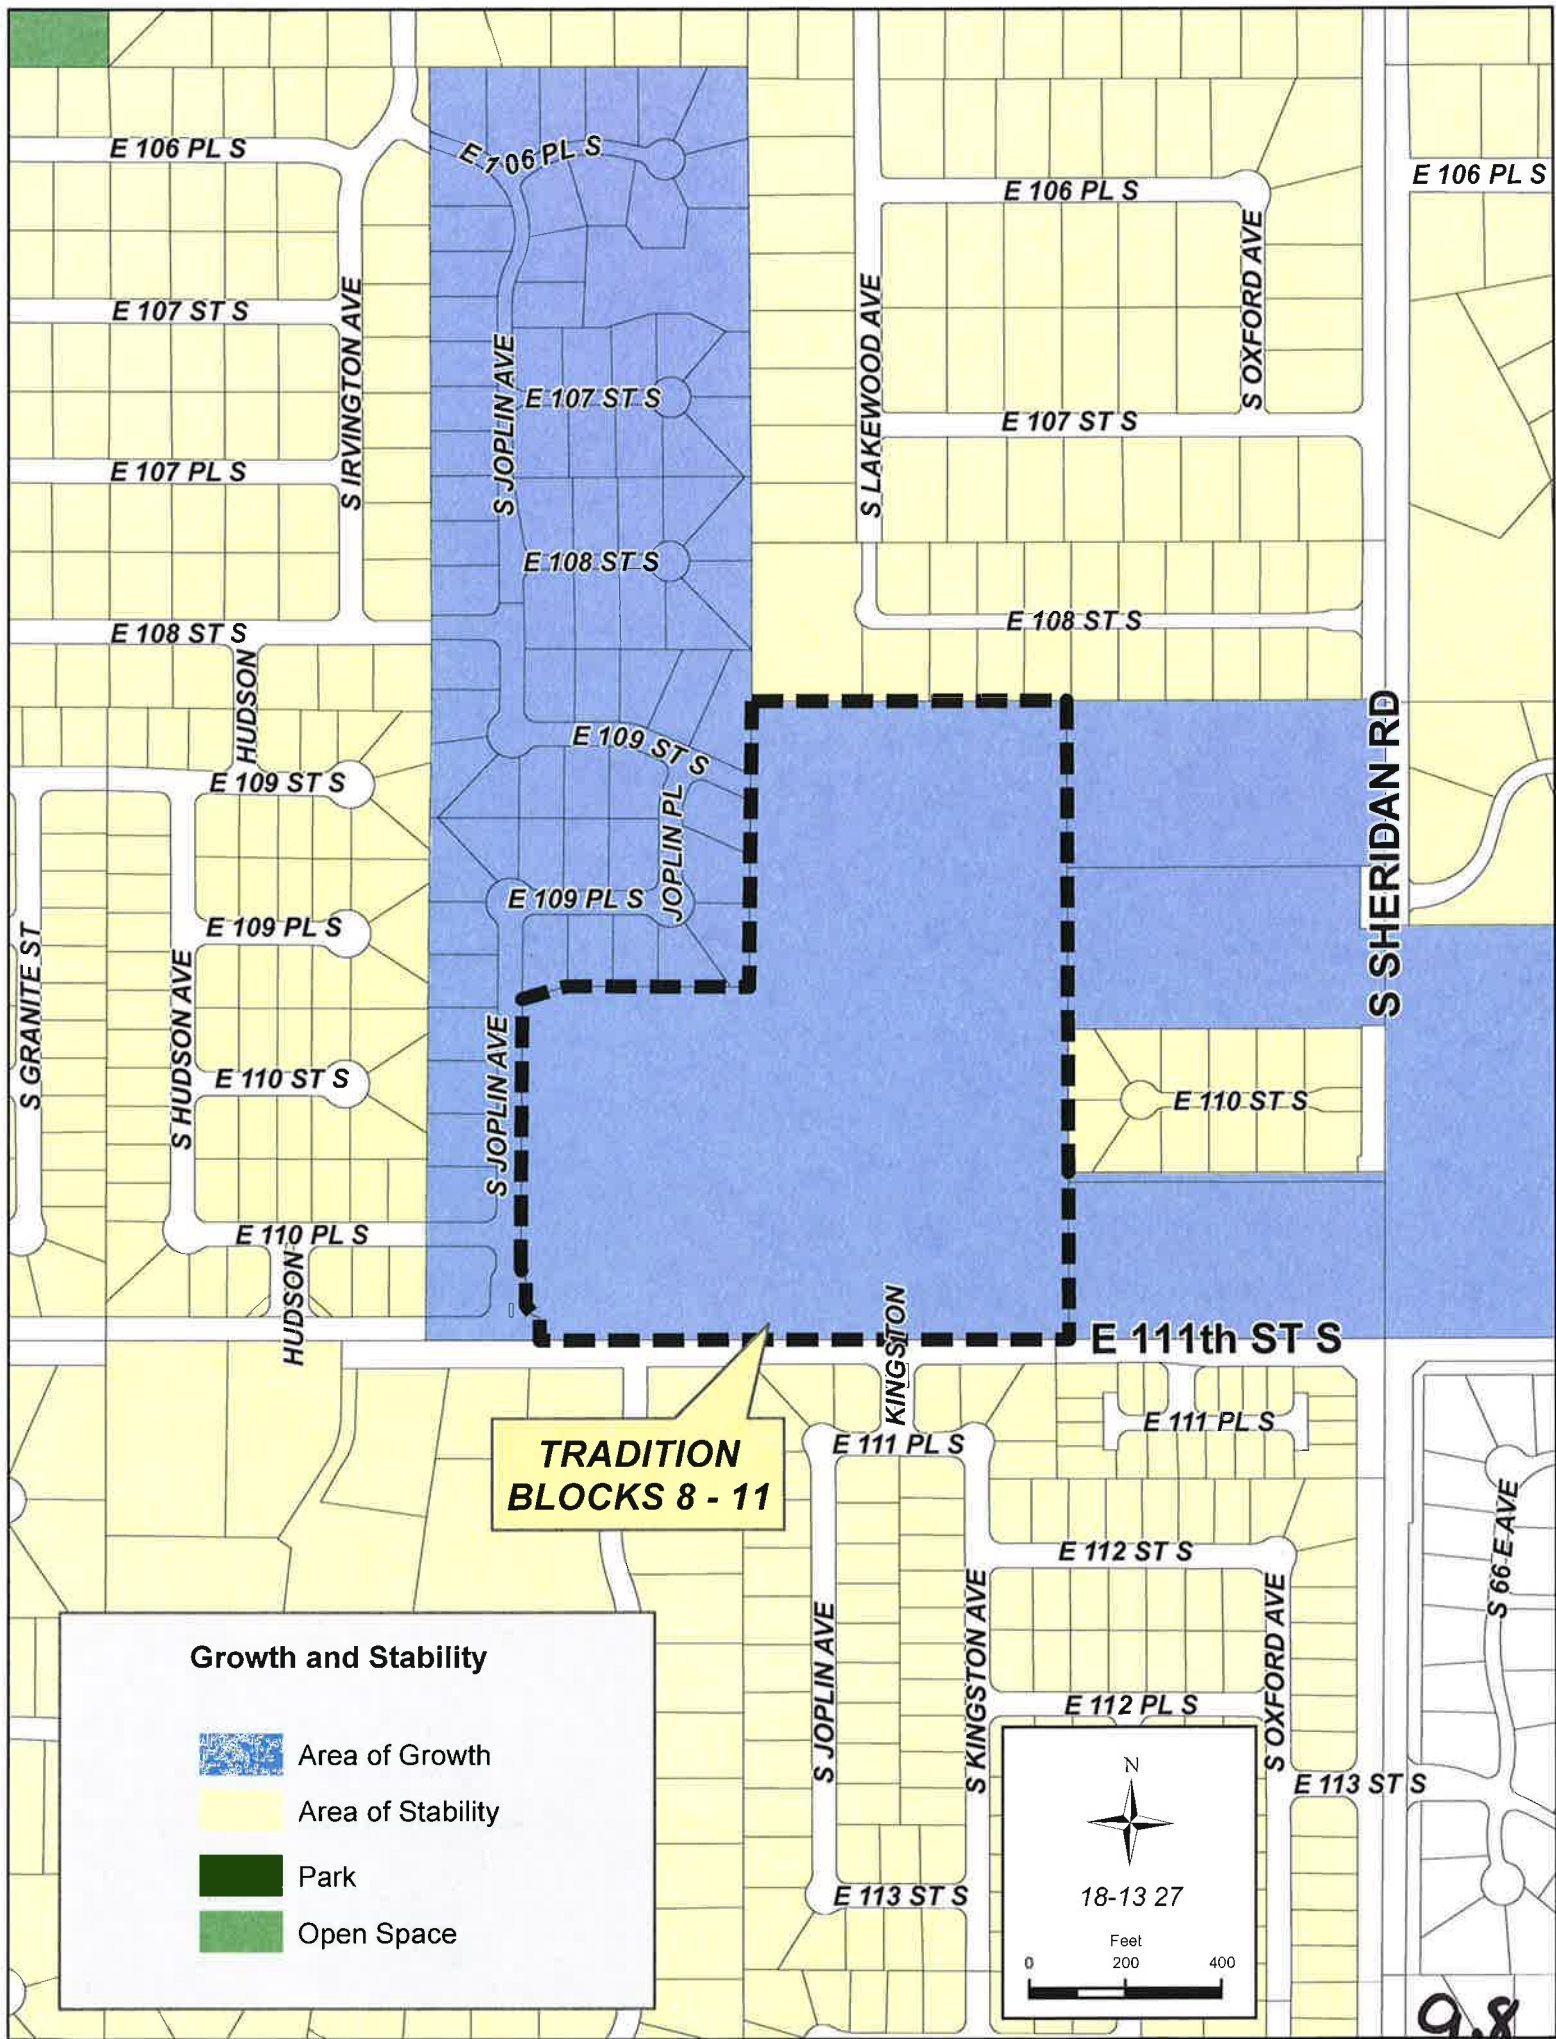 E 106 PL S
E 106 PL S
E 106 PL S
E 106 PL S
S OXFORD AVE
E 107 ST S
S IRVINGTON AVE
S LAKEWOOD AVE
S JOPLIN AVE
E 107 ST S
E 107 ST S
E 107 PL S
E 108 ST S
E 108 ST S
E 108 ST S
HUDSON
E 109 ST S
S SHERIDAN RD
E 109 ST S
JOPLIN PL
E 109 PL S
E 109 PL S
S GRANITE ST
S HUDSON AVE
E 110 ST S
S JOPLIN AVE
E 110 ST S
E 110 PL S
HUDSON
KINGSTON
E 111th ST S
E 111 PL S
E 111 PL S
TRADITION
BLOCKS 8 - 11
E 112 ST S
S 66 E AVE
S JOPLIN AVE
S KINGSTON AVE
S OXFORD AVE
E 112 PL S
E 113 ST S
E 113 ST S
Growth and Stability
Area of Growth
Area of Stability
Park
Open Space
N
18-13 27
Feet
0 200 400
9.8